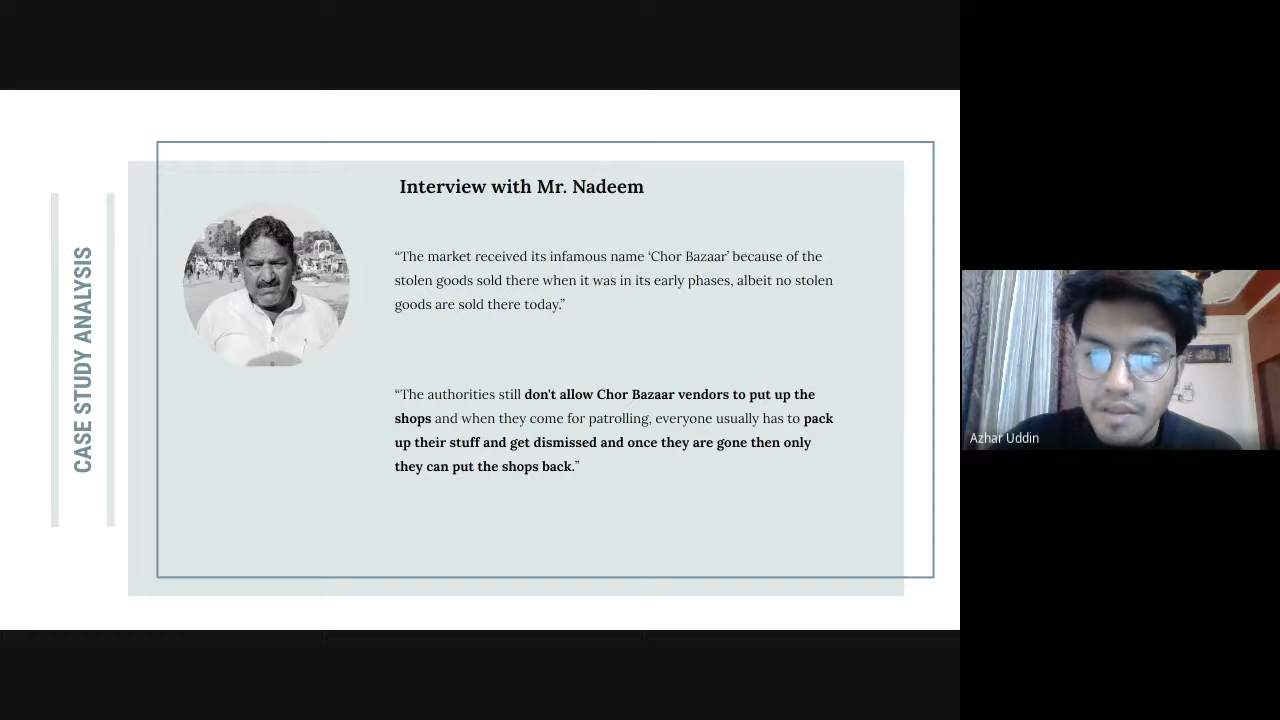 CASE STUDY ANALYSIS
Interview with Mr. Nadeem
“The market received its infamous name ‘Chor Bazaar’ because of the
stolen goods sold there when it was in its early phases, albeit no stolen
goods are sold there today.”
“The authorities still don't allow Chor Bazaar vendors to put up the
shops and when they come for patrolling, everyone usually has to pack
up their stuff and get dismissed and once they are gone then only
they can put the shops back.”
Azhar Uddin